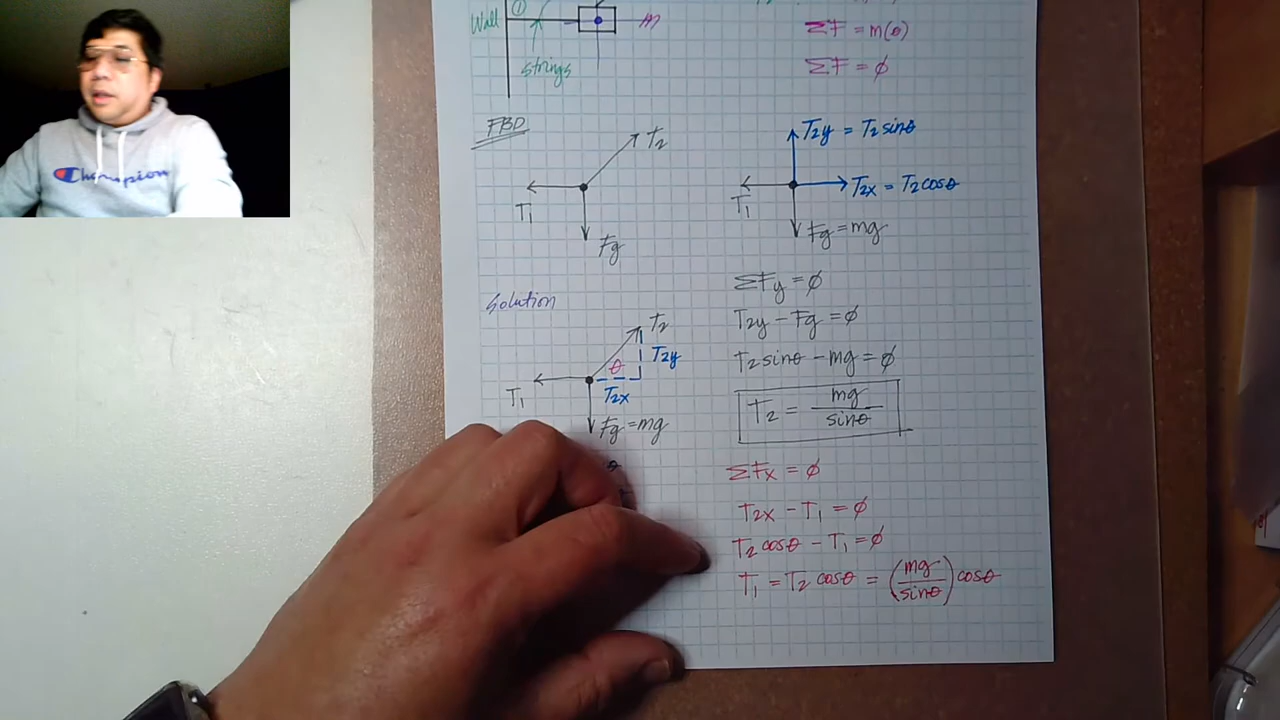 Champion
Wall
①
Strings
ΣF = m(0)
ΣF = ∅
FBD
T₂
T₁
Fg
T₂y = T₂ sinθ
T₂x = T₂ cosθ
T₁
Fg = mg
Solution
T₂
θ
T₂y
T₂x
T₁
Fg = mg
θ
ΣFy = ∅
T₂y − Fg = ∅
T₂ sinθ − mg = ∅
T₂ = mg / sinθ
ΣFx = ∅
T₂x − T₁ = ∅
T₂ cosθ − T₁ = ∅
T₁ = T₂ cosθ = (mg / sinθ) cosθ